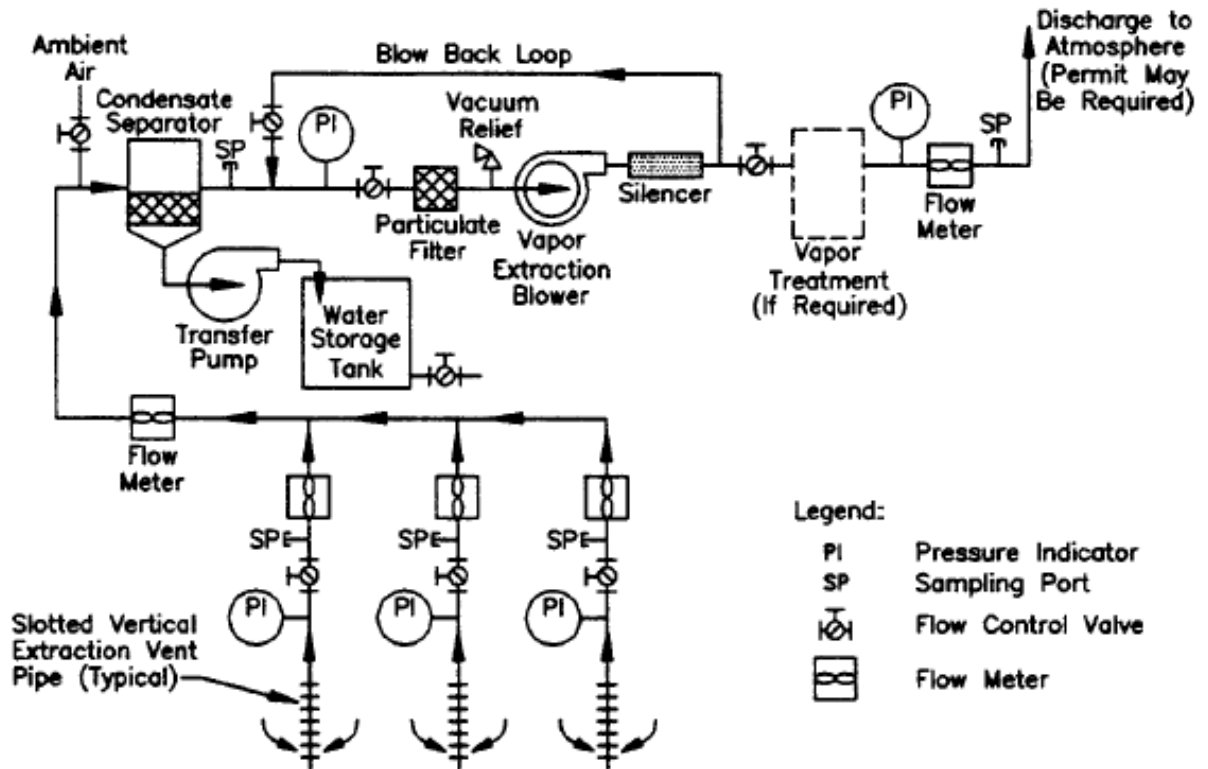 Ambient
Air
Condensate
Separator
SP
Blow Back Loop
PI
Vacuum
Relief
Particulate
Filter
Vapor
Extraction
Blower
Silencer
Vapor
Treatment
(If Required)
PI
Flow
Meter
SP
Discharge to
Atmosphere
(Permit May
Be Required)
Transfer
Pump
Water
Storage
Tank
Flow
Meter
SP
SP
SP
PI
PI
PI
Slotted Vertical
Extraction Vent
Pipe (Typical)
Legend:
PI Pressure Indicator
SP Sampling Port
Flow Control Valve
Flow Meter